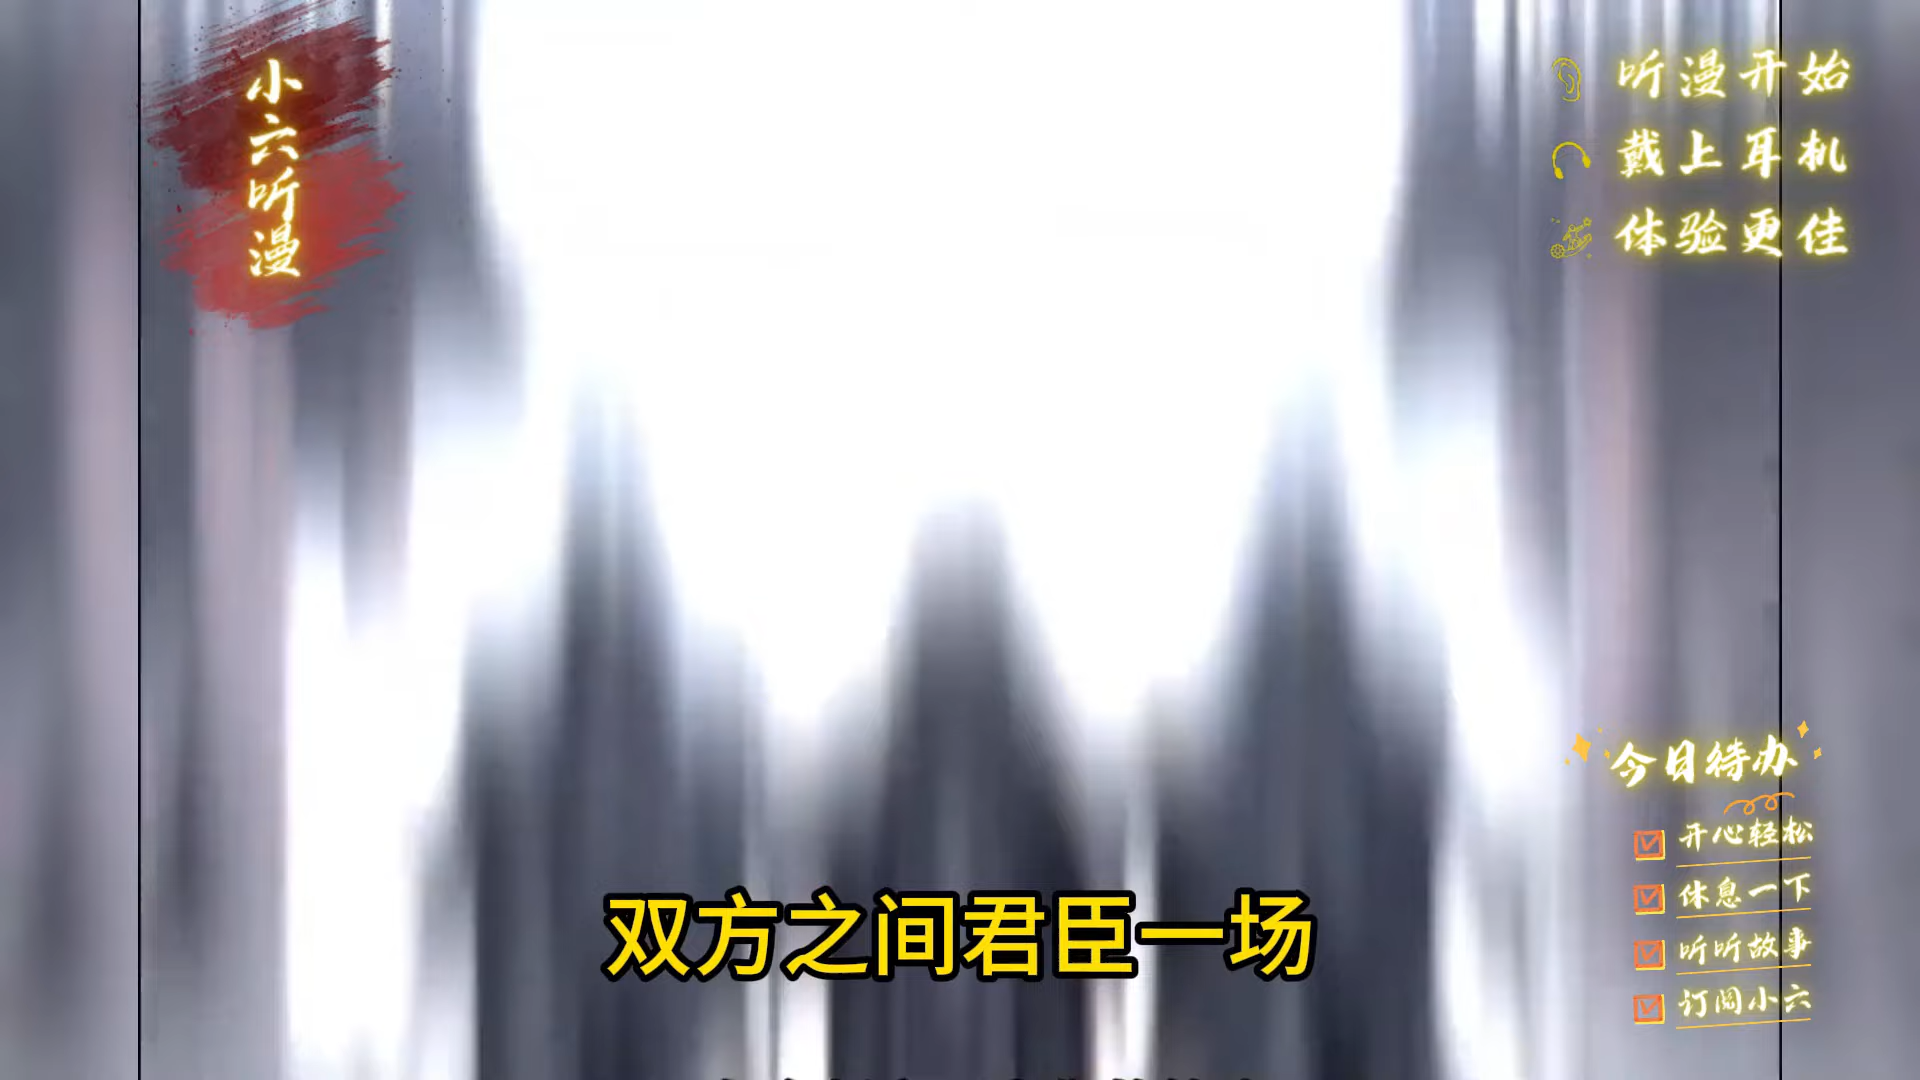 小六听漫
听漫开始
戴上耳机
体验更佳
今日待办
开心轻松
休息一下
听听故事
订阅小六
双方之间君臣一场